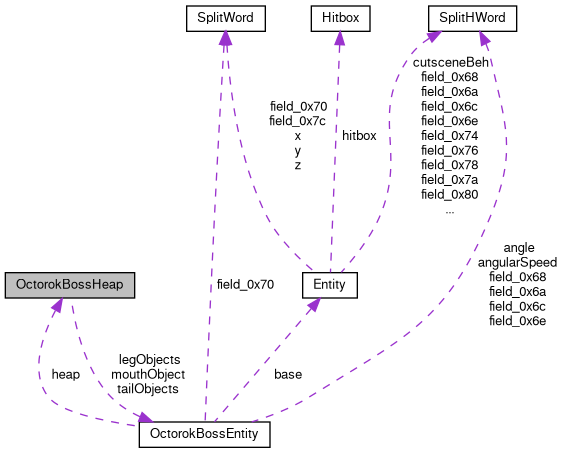 SplitWord
Hitbox
SplitHWord
cutsceneBeh
field_0x68
field_0x6a
field_0x6c
field_0x6e
field_0x74
field_0x76
field_0x78
field_0x7a
field_0x80
...
field_0x70
field_0x7c
x
y
z
hitbox
angle
angularSpeed
field_0x68
field_0x6a
field_0x6c
field_0x6e
OctorokBossHeap
field_0x70
Entity
legObjects
mouthObject
tailObjects
heap
base
OctorokBossEntity